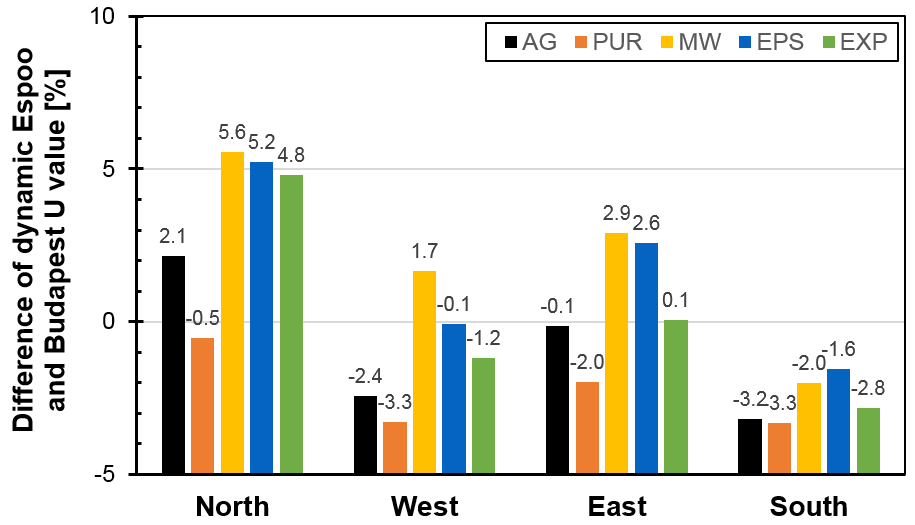 Difference of dynamic Espoo
and Budapest U value [%]
10
5
0
-5
AG PUR MW EPS EXP
2.1 -0.5 5.6 5.2 4.8
-2.4 -3.3 1.7 -0.1 -1.2
-0.1 -2.0 2.9 2.6 0.1
-3.2 -3.3 -2.0 -1.6 -2.8
North West East South